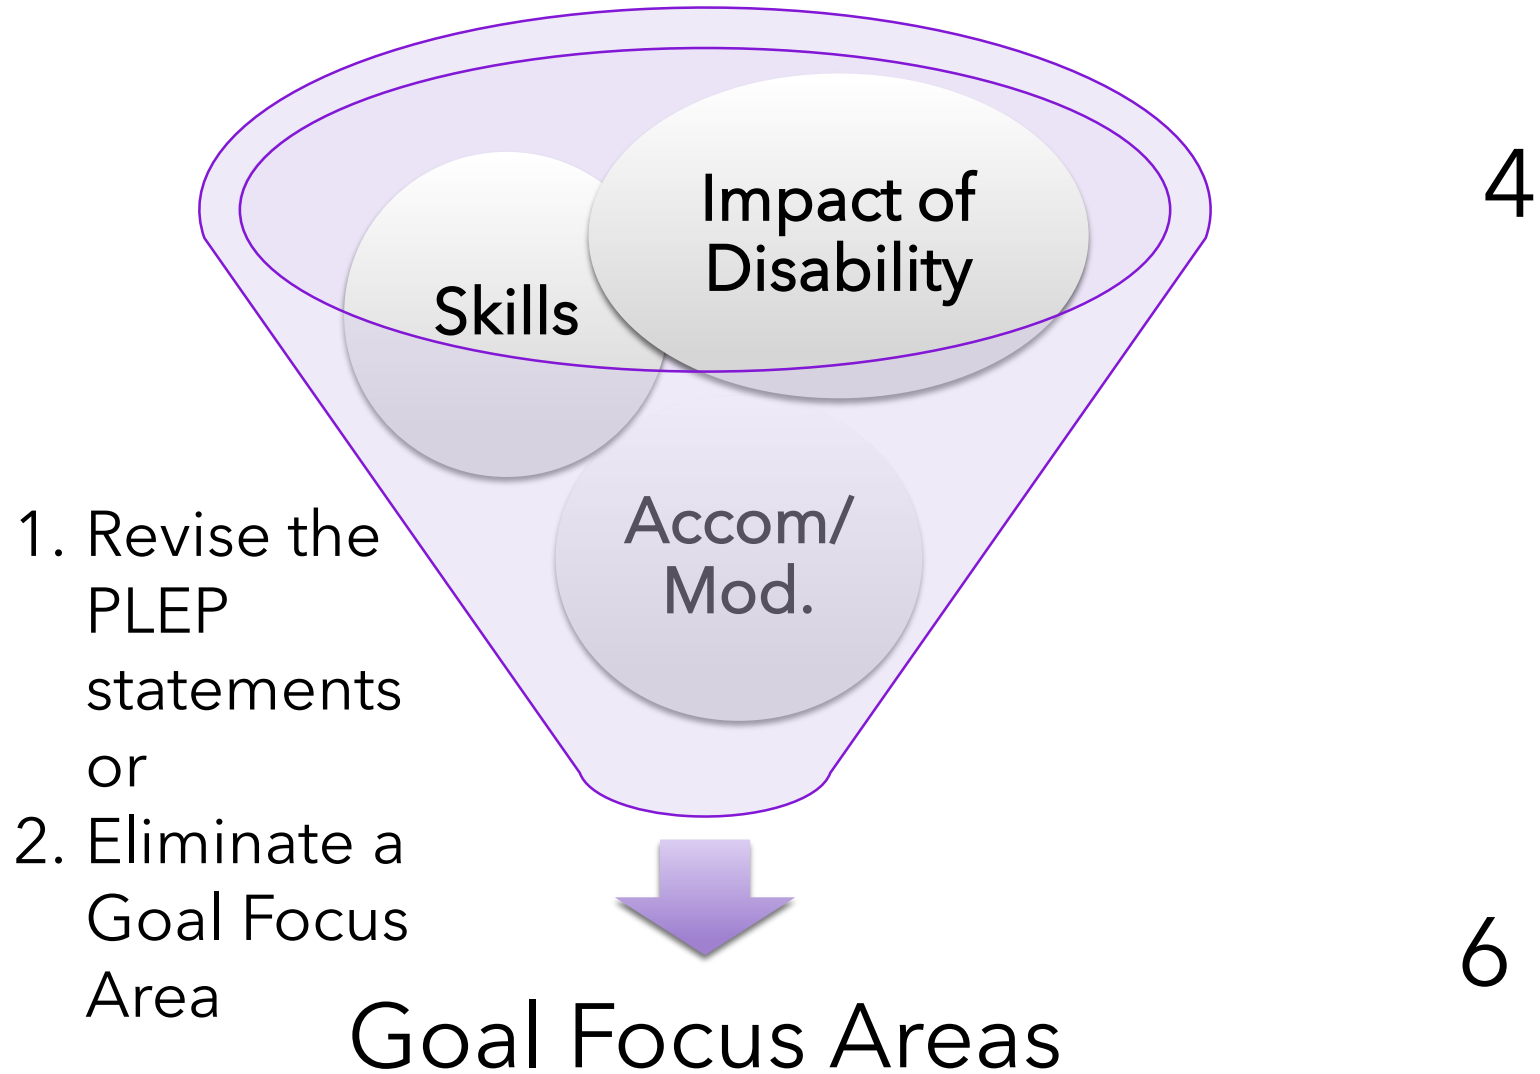 Impact of
Disability
4
Skills
Accom/
Mod.
1. Revise the
PLEP
statements
or
2. Eliminate a
Goal Focus
Area
6
Goal Focus Areas